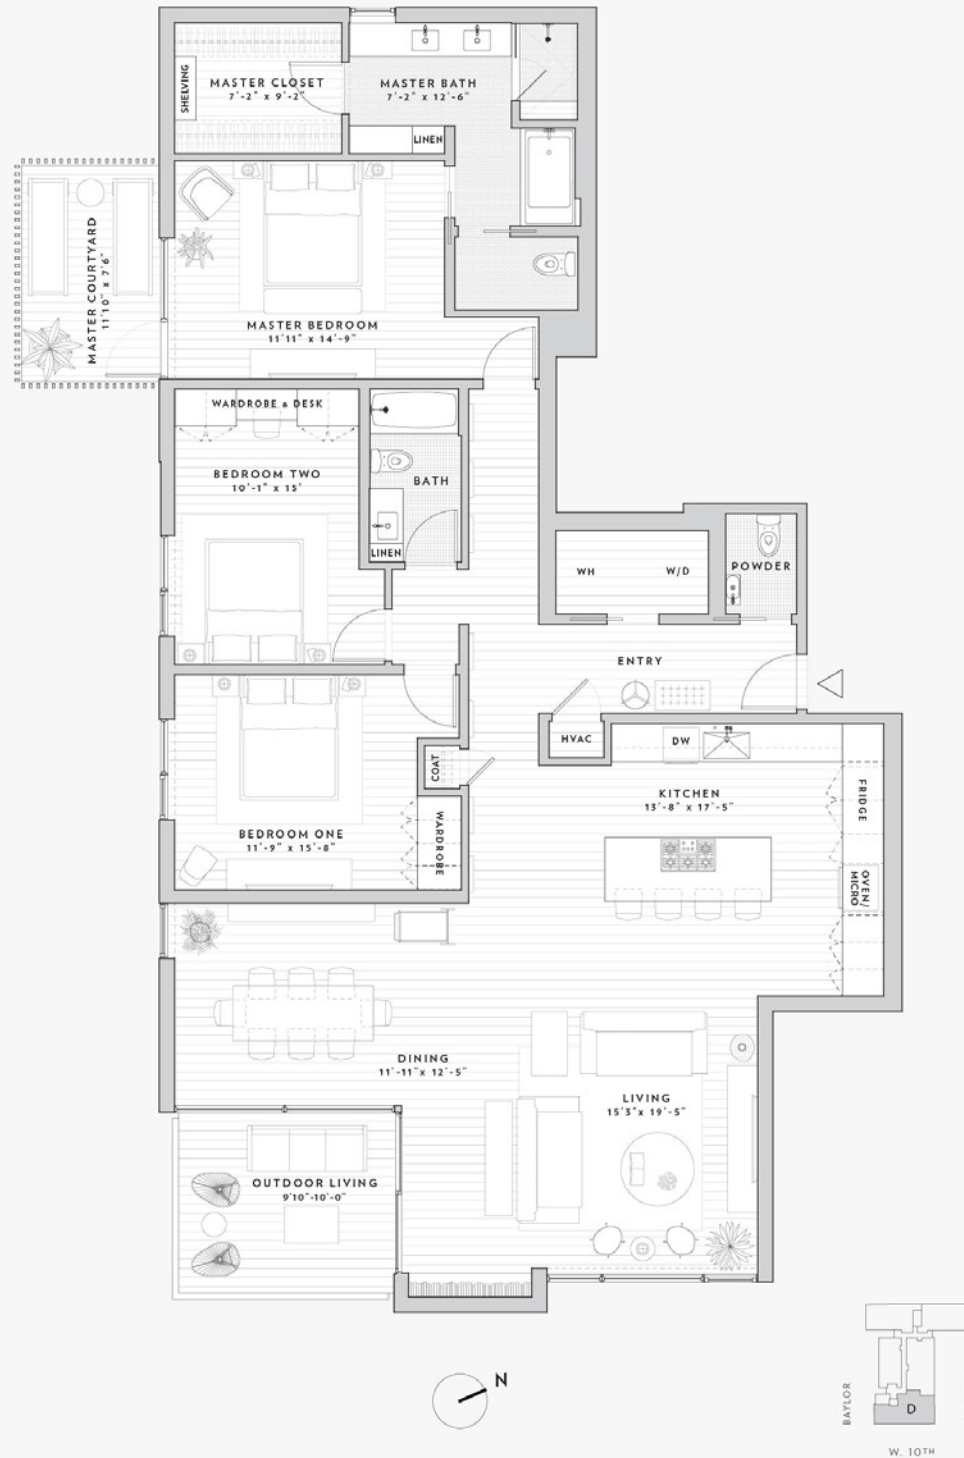 SHELVING
MASTER CLOSET
7'-2" x 9'-2"
MASTER BATH
7'-2" x 12'-6"
LINEN
MASTER COURTYARD
11'10" x 7'6"
MASTER BEDROOM
11'11" x 14'-9"
WARDROBE & DESK
BEDROOM TWO
10'-1" x 15'
BATH
LINEN
WH
W/D
POWDER
ENTRY
HVAC
DW
COAT
KITCHEN
13'-8" x 17'-5"
FRIDGE
BEDROOM ONE
11'-9" x 15'-8"
WARDROBE
OVEN/
MICRO
DINING
11'-11"x 12'-5"
LIVING
15'3"x 19'-5"
OUTDOOR LIVING
9'10"-10'-0"
N
BAYLOR
D
W. 10TH